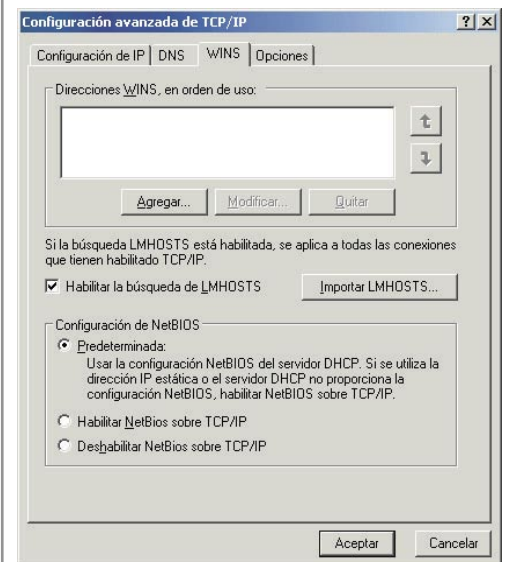 Configuración avanzada de TCP/IP
Configuración de IP DNS WINS Opciones
Direcciones WINS, en orden de uso:
Agregar... Modificar... Quitar
Si la búsqueda LMHOSTS está habilitada, se aplica a todas las conexiones
que tienen habilitado TCP/IP.
Habilitar la búsqueda de LMHOSTS Importar LMHOSTS...
Configuración de NetBIOS
Predeterminada:
Usar la configuración NetBIOS del servidor DHCP. Si se utiliza la
dirección IP estática o el servidor DHCP no proporciona la
configuración NetBIOS, habilitar NetBIOS sobre TCP/IP.
Habilitar NetBios sobre TCP/IP
Deshabilitar NetBios sobre TCP/IP
Aceptar Cancelar